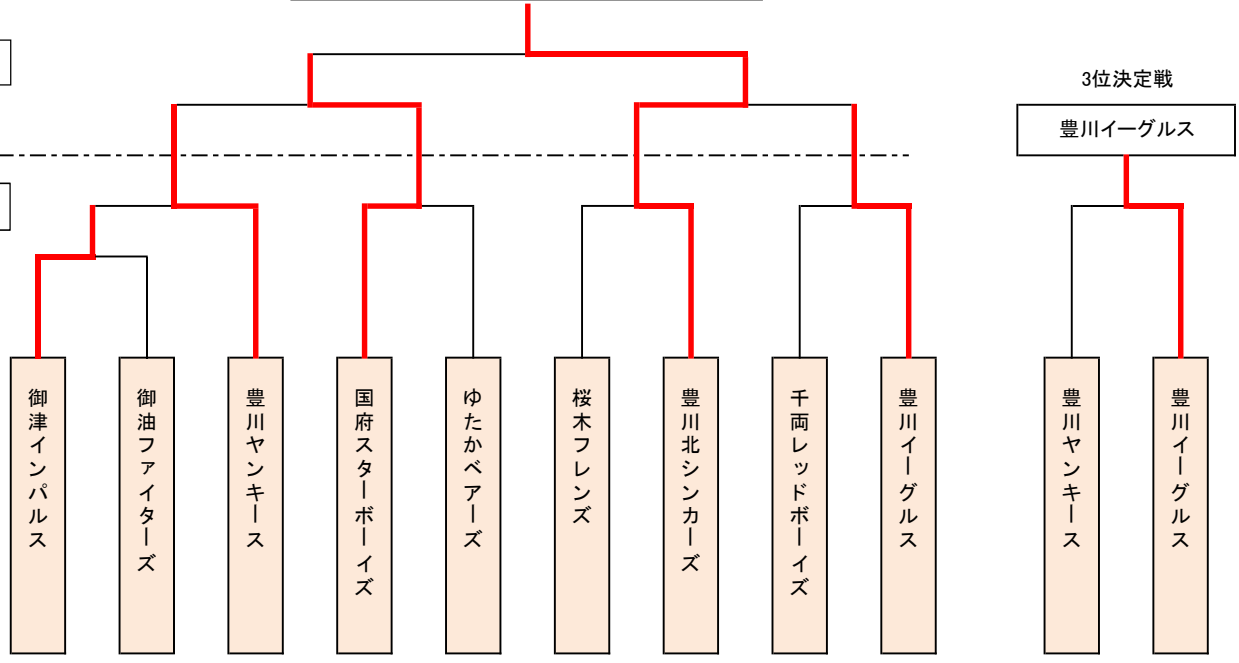 3位決定戦
豊川イーグルス
御津インパルス
御油ファイターズ
豊川ヤンキース
国府スターボーイズ
ゆたかベアーズ
桜木フレンズ
豊川北シンカーズ
千両レッドボーイズ
豊川イーグルス
豊川ヤンキース
豊川イーグルス